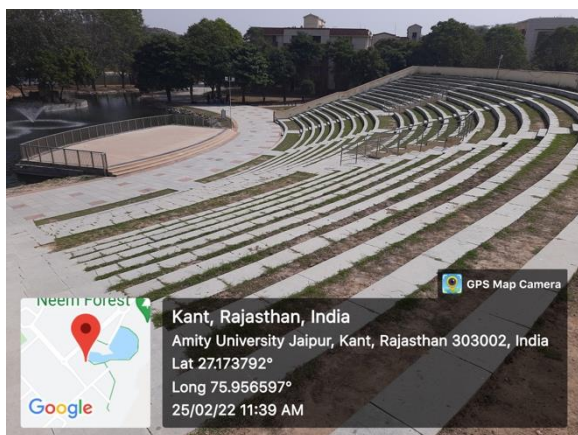 GPS Map Camera
Neem Forest
Google
Kant, Rajasthan, India
Amity University Jaipur, Kant, Rajasthan 303002, India
Lat 27.173792°
Long 75.956597°
25/02/22 11:39 AM